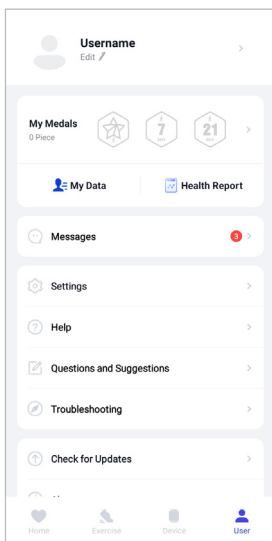 Username
Edit
My Medals
0 Piece
7
21
My Data
Health Report
Messages
3
Settings
Help
Questions and Suggestions
Troubleshooting
Check for Updates
Home
Exercise
Device
User